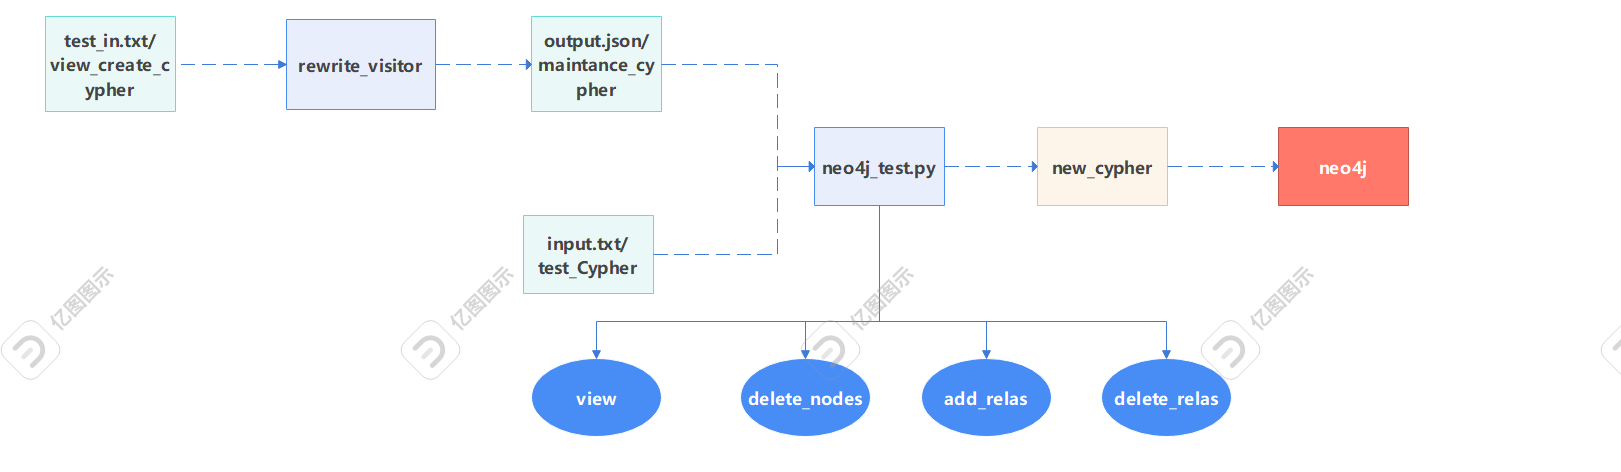 test_in.txt/
view_create_c
ypher
rewrite_visitor
output.json/
maintance_cy
pher
neo4j_test.py
new_cypher
neo4j
input.txt/
test_Cypher
亿图图示
亿图图示
亿图图示
亿图图示
view
delete_nodes
add_relas
delete_relas